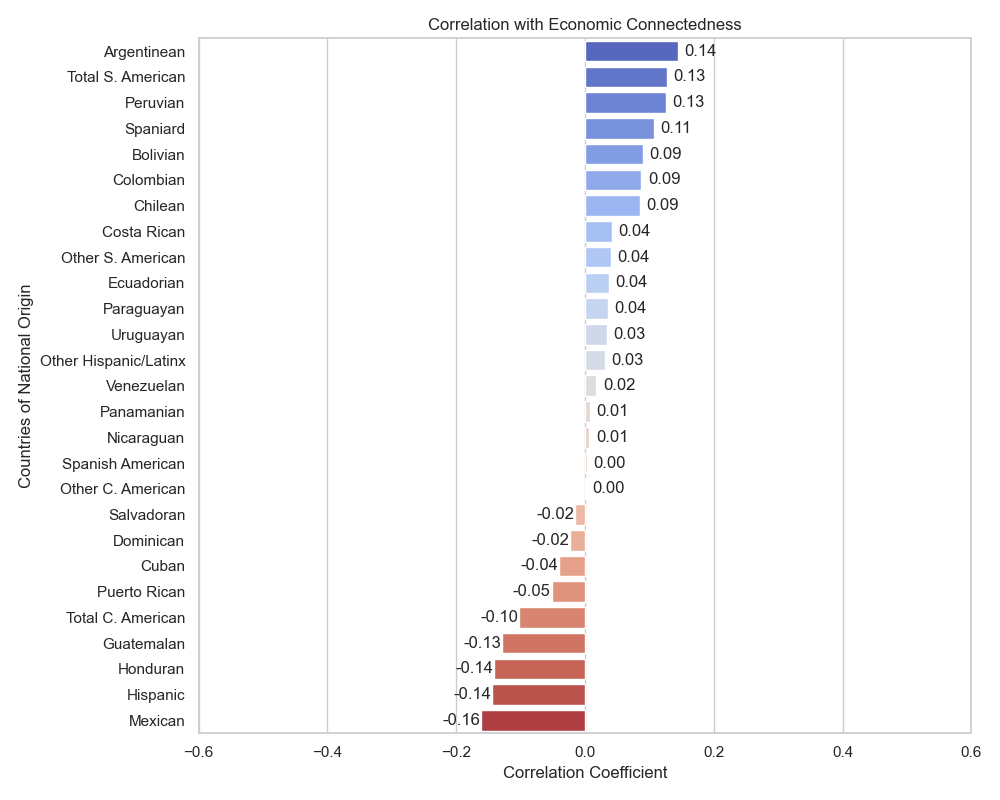 Correlation with Economic Connectedness
Argentinean 0.14
Total S. American 0.13
Peruvian 0.13
Spaniard 0.11
Bolivian 0.09
Colombian 0.09
Chilean 0.09
Costa Rican 0.04
Other S. American 0.04
Ecuadorian 0.04
Paraguayan 0.04
Uruguayan 0.03
Other Hispanic/Latinx 0.03
Venezuelan 0.02
Panamanian 0.01
Nicaraguan 0.01
Spanish American 0.00
Other C. American 0.00
Salvadoran -0.02
Dominican -0.02
Cuban -0.04
Puerto Rican -0.05
Total C. American -0.10
Guatemalan -0.13
Honduran -0.14
Hispanic -0.14
Mexican -0.16
Countries of National Origin
−0.6 −0.4 −0.2 0.0 0.2 0.4 0.6
Correlation Coefficient